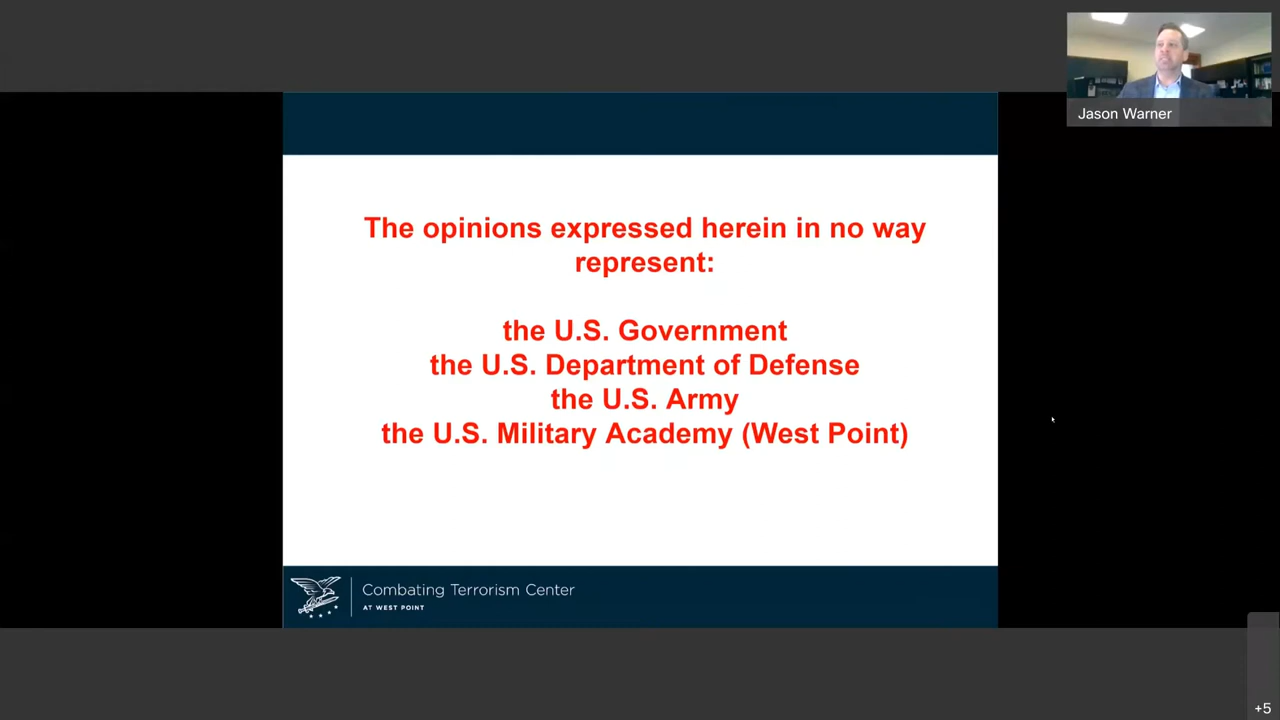 Jason Warner
The opinions expressed herein in no way
represent:
the U.S. Government
the U.S. Department of Defense
the U.S. Army
the U.S. Military Academy (West Point)
Combating Terrorism Center
AT WEST POINT
+5